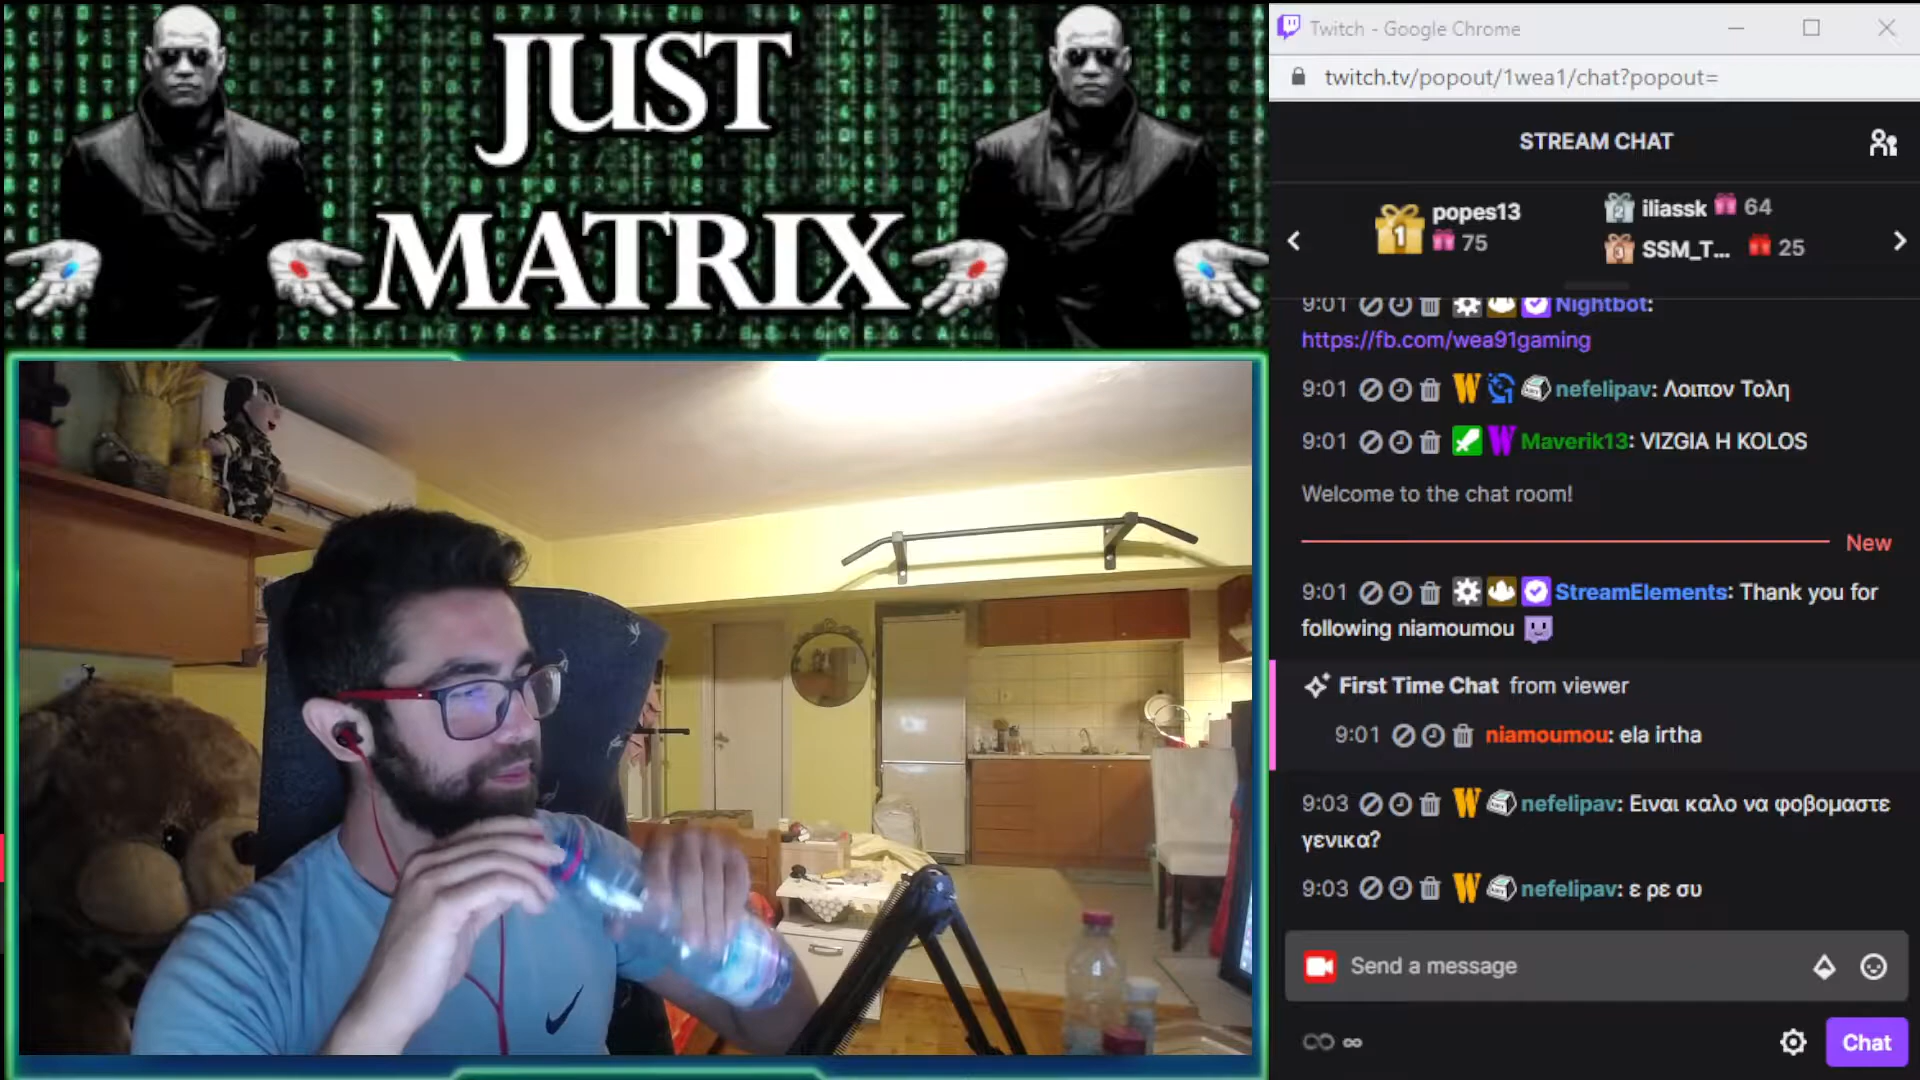 JUST
MATRIX
Twitch - Google Chrome
twitch.tv/popout/1wea1/chat?popout=
STREAM CHAT
1 popes13
75
2 iliassk 64
3 SSM_T... 25
9:01 Nightbot:
https://fb.com/wea91gaming
9:01 nefelipav: Λοιπον Τολη
9:01 Maverik13: VIZGIA H KOLOS
Welcome to the chat room!
New
9:01 StreamElements: Thank you for
following niamoumou
First Time Chat from viewer
9:01 niamoumou: ela irtha
9:03 nefelipav: Ειναι καλο να φοβομαστε
γενικα?
9:03 nefelipav: ε ρε συ
Send a message
Chat